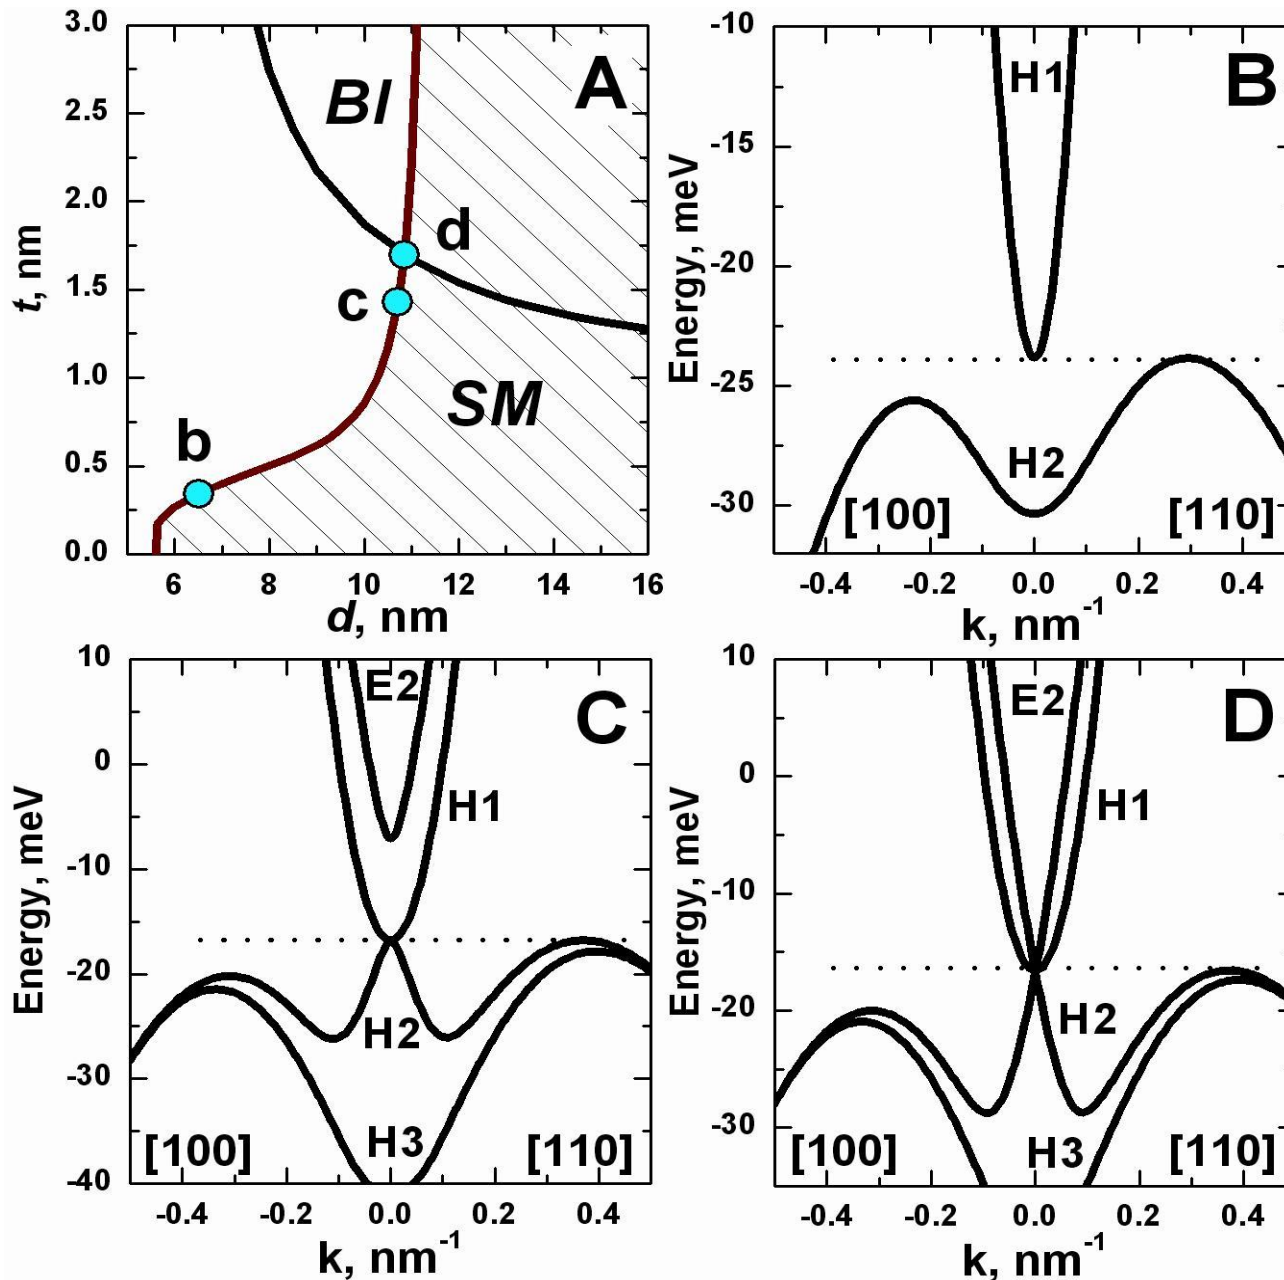 A
BI
SM
b
c
d
3.0
2.5
2.0
1.5
1.0
0.5
0.0
t, nm
6 8 10 12 14 16
d, nm
B
H1
H2
[100] [110]
-10
-15
-20
-25
-30
Energy, meV
-0.4 -0.2 0.0 0.2 0.4
k, nm-1
C
E2
H1
H2
H3
[100] [110]
10
0
-10
-20
-30
-40
Energy, meV
-0.4 -0.2 0.0 0.2 0.4
k, nm-1
D
E2
H1
H2
H3
[100] [110]
10
0
-10
-20
-30
Energy, meV
-0.4 -0.2 0.0 0.2 0.4
k, nm-1